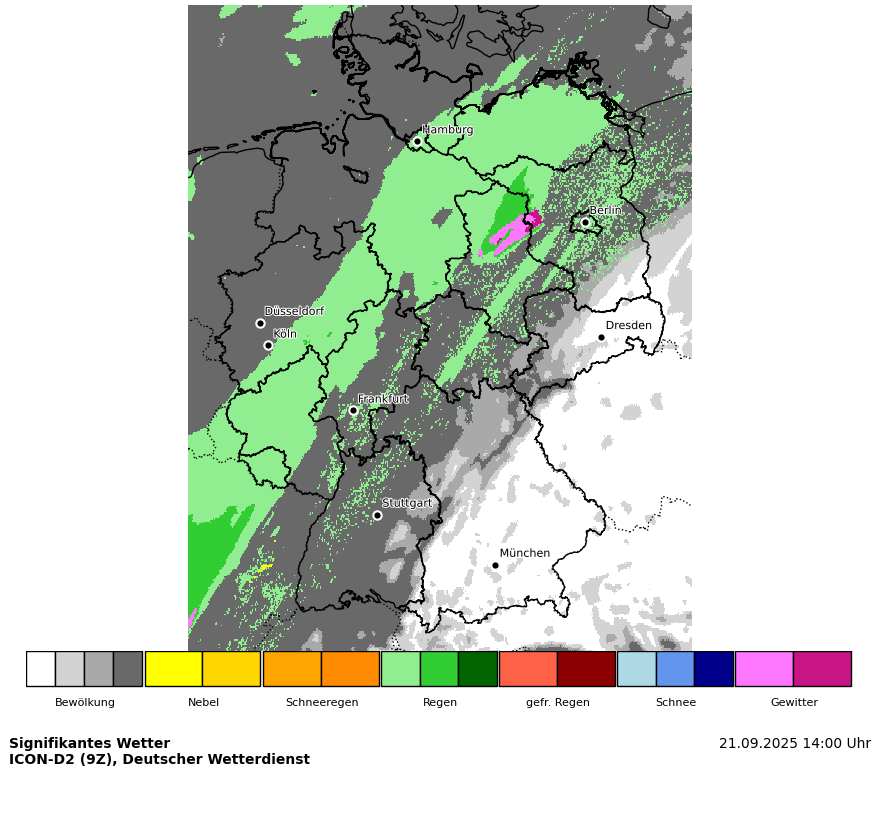 Hamburg
Berlin
Düsseldorf
Köln
Dresden
Frankfurt
Stuttgart
München
Bewölkung Nebel Schneeregen Regen gefr. Regen Schnee Gewitter
Signifikantes Wetter 21.09.2025 14:00 Uhr
ICON-D2 (9Z), Deutscher Wetterdienst